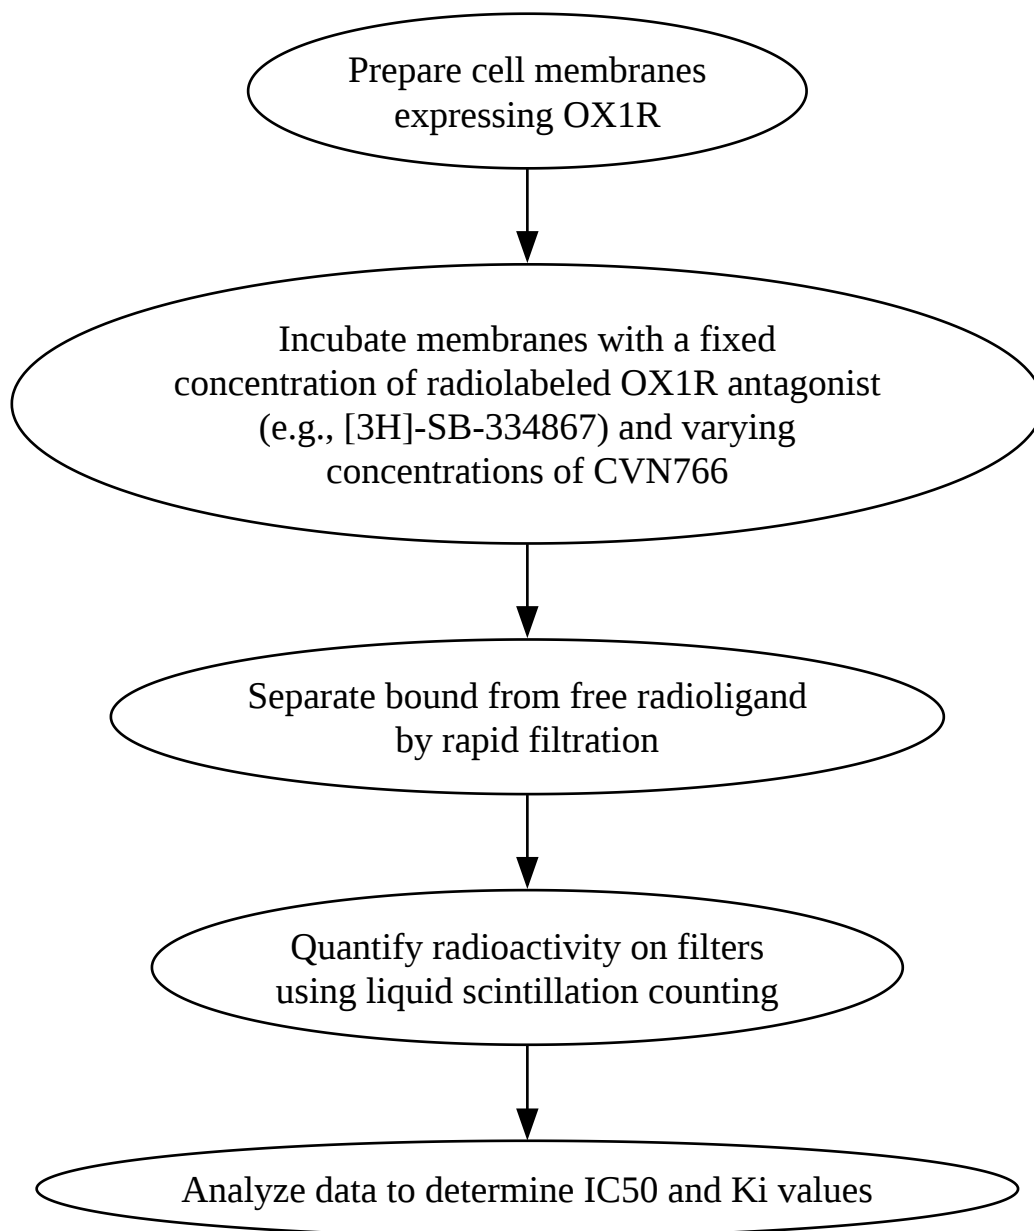 Prepare cell membranes
expressing OX1R
Incubate membranes with a fixed
concentration of radiolabeled OX1R antagonist
(e.g., [3H]-SB-334867) and varying
concentrations of CVN766
Separate bound from free radioligand
by rapid filtration
Quantify radioactivity on filters
using liquid scintillation counting
Analyze data to determine IC50 and Ki values